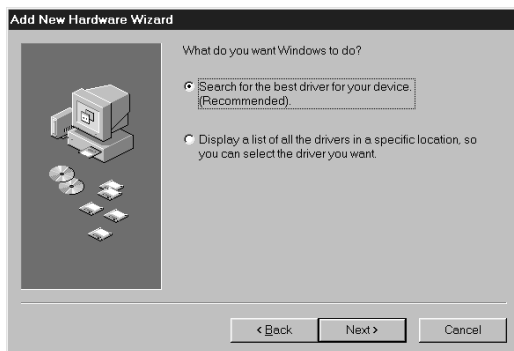 Add New Hardware Wizard
What do you want Windows to do?
Search for the best driver for your device.
(Recommended).
Display a list of all the drivers in a specific location, so
you can select the driver you want.
< Back
Next >
Cancel